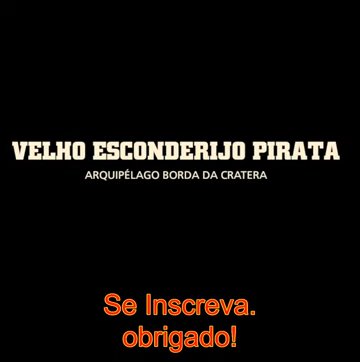 VELHO ESCONDERIJO PIRATA
ARQUIPÉLAGO BORDA DA CRATERA
Se Inscreva.
obrigado!